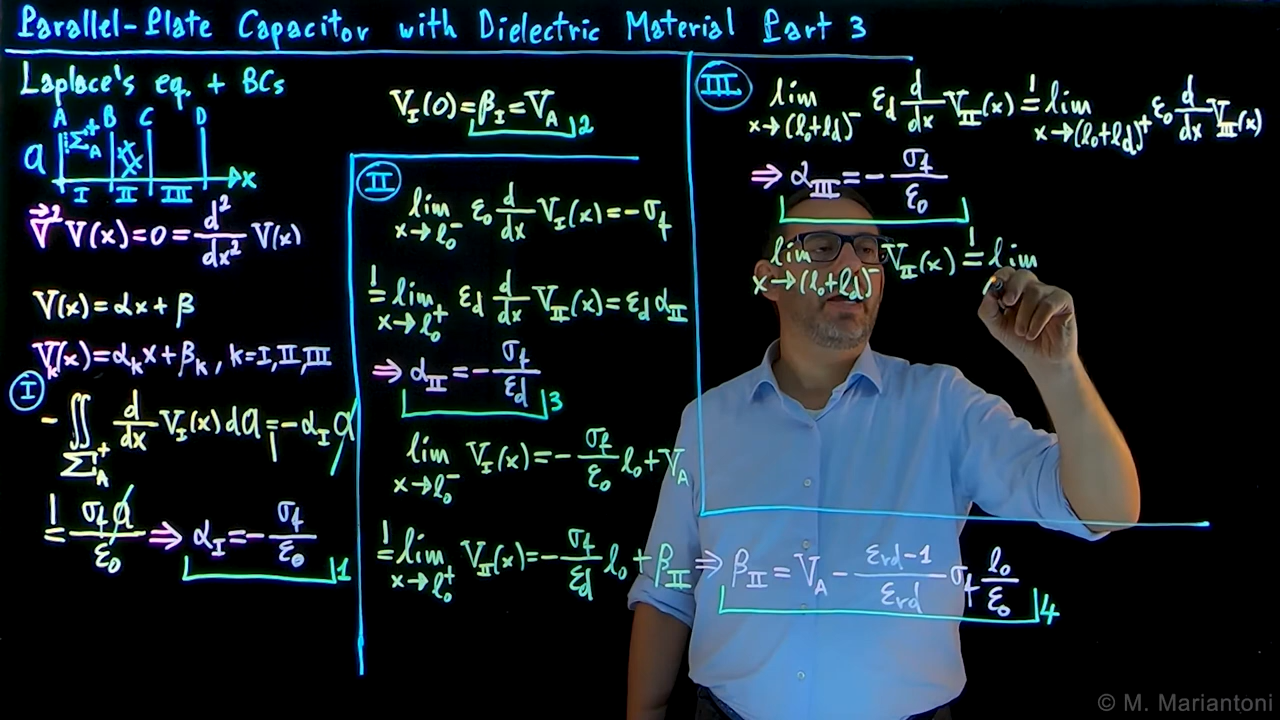 Parallel-Plate Capacitor with Dielectric Material Part 3
Laplace's eq. + BCs
A B C D
a Σ_A^+
I II III x
∇⃗² V(x) = 0 = d²/dx² V(x)
V(x) = αx + β
V_k(x) = α_k x + β_k, k = I, II, III
I
- ∬_{Σ_A^+} d/dx V_I(x) da = -α_I a
!= σ_f a / ε_0 ⇒ α_I = - σ_f/ε_0 1
V_I(0) = β_I = V_A 2
II
lim_{x→l_0^-} ε_0 d/dx V_I(x) = -σ_f
!= lim_{x→l_0^+} ε_d d/dx V_II(x) = ε_d α_II
⇒ α_II = - σ_f/ε_d 3
lim_{x→l_0^-} V_I(x) = - σ_f/ε_0 l_0 + V_A
!= lim_{x→l_0^+} V_II(x) = - σ_f/ε_d l_0 + β_II ⇒ β_II = V_A - (ε_rd - 1)/ε_rd σ_f l_0/ε_0 4
III
lim_{x→(l_0+l_d)^-} ε_d d/dx V_II(x) != lim_{x→(l_0+l_d)^+} ε_0 d/dx V_III(x)
⇒ α_III = - σ_f/ε_0
lim_{x→(l_0+l_d)^-} V_II(x) != lim
© M. Mariantoni